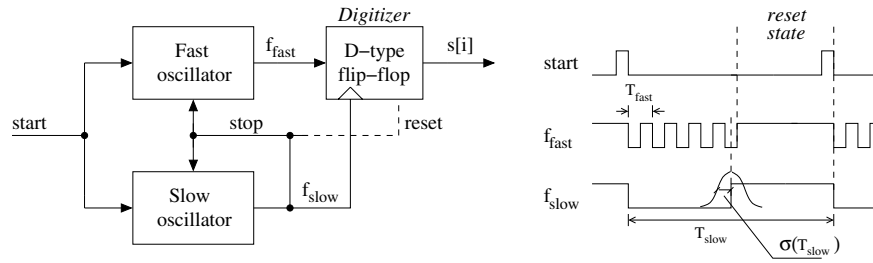 Digitizer
Fast
oscillator
f_fast
D−type
flip−flop
s[i]
start
stop
reset
Slow
oscillator
f_slow
reset
state
start
T_fast
f_fast
f_slow
T_slow
σ(T_slow)